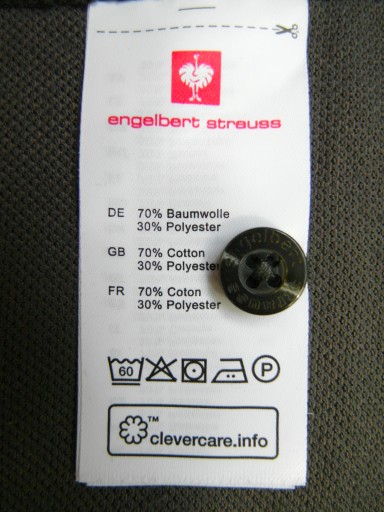 engelbert strauss
DE 70% Baumwolle
30% Polyester
GB 70% Cotton
30% Polyester
FR 70% Coton
30% Polyester
60
P
™
clevercare.info